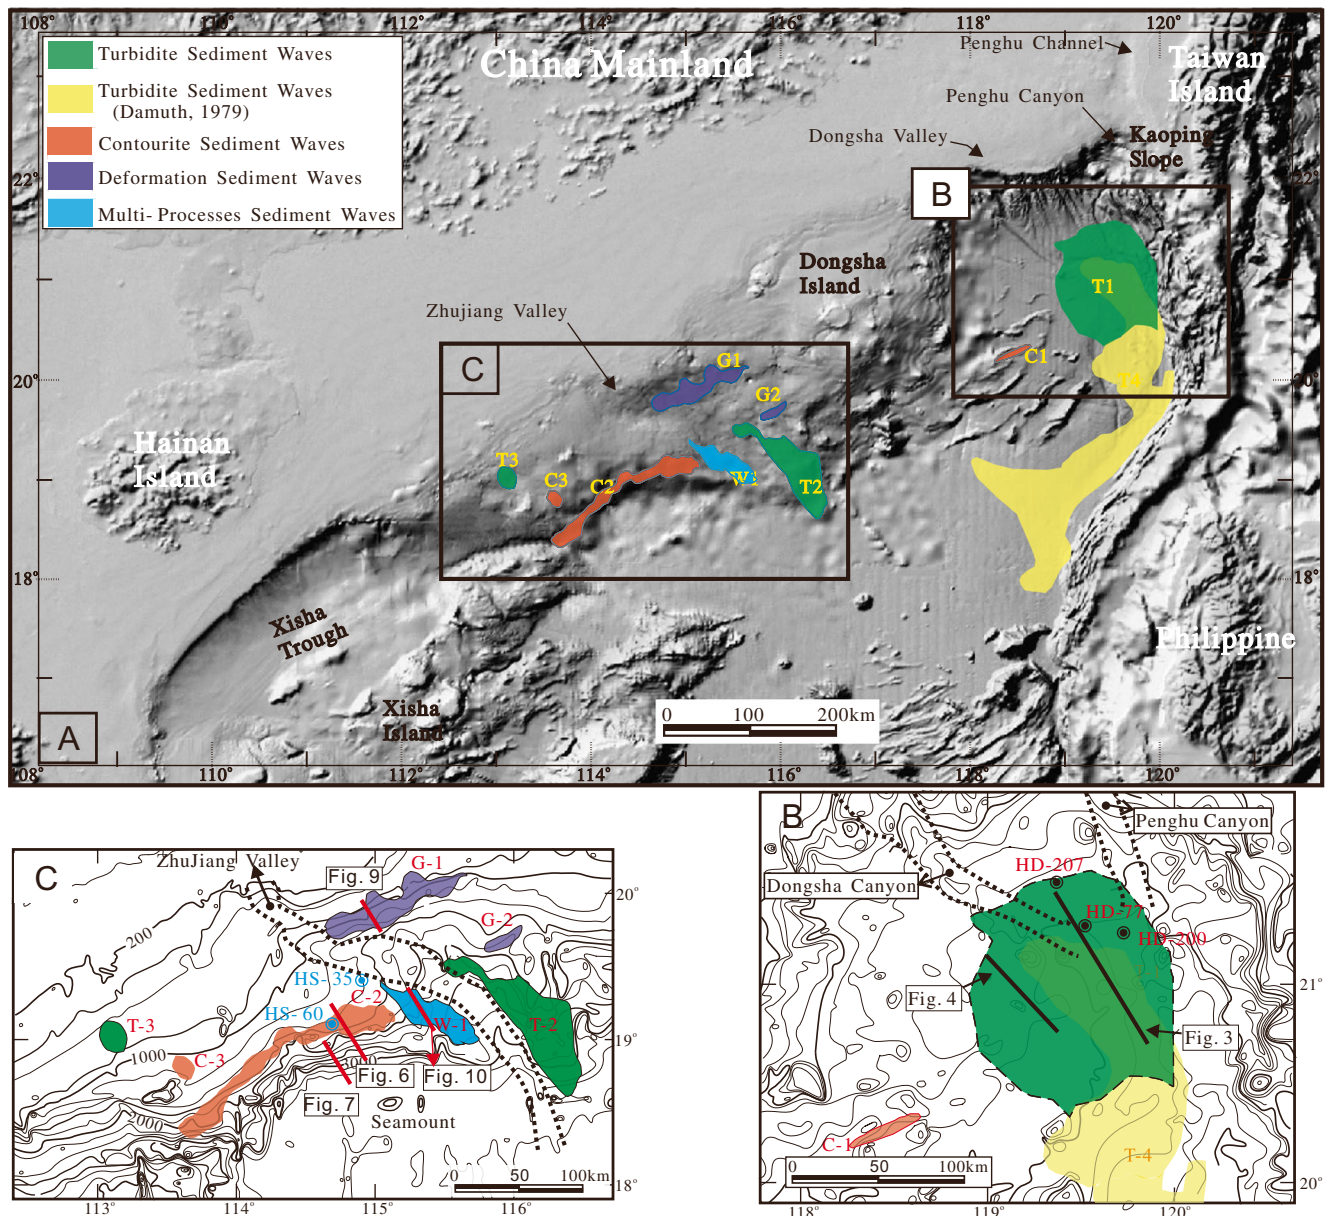 108°
110°
112°
114°
116°
118°
120°
Turbidite Sediment Waves
Turbidite Sediment Waves
(Damuth, 1979)
Contourite Sediment Waves
Deformation Sediment Waves
Multi-Processes Sediment Waves
China Mainland
Penghu Channel
Taiwan
Island
Penghu Canyon
Dongsha Valley
Kaoping
Slope
22°
22°
B
Dongsha
Island
T1
Zhujiang Valley
C
G1
C1
20°
20°
T4
G2
Hainan
Island
T3
C3
C2
W1
T2
18°
18°
Xisha
Trough
Philippine
Xisha
Island
0 100 200km
A
108°
110°
112°
114°
116°
118°
120°
C
ZhuJiang Valley
G-1
Fig. 9
20°
200
G-2
HS-35
C-2
HS-60
T-3
W-1
T-2
19°
1000
C-3
3000
Fig. 6
Fig. 10
Fig. 7
2000
Seamount
0 50 100km
18°
113°
114°
115°
116°
B
Penghu Canyon
HD-207
Dongsha Canyon
HD-77
HD-200
21°
Fig. 4
Fig. 3
C-1
T-4
0 50 100km
20°
118°
119°
120°